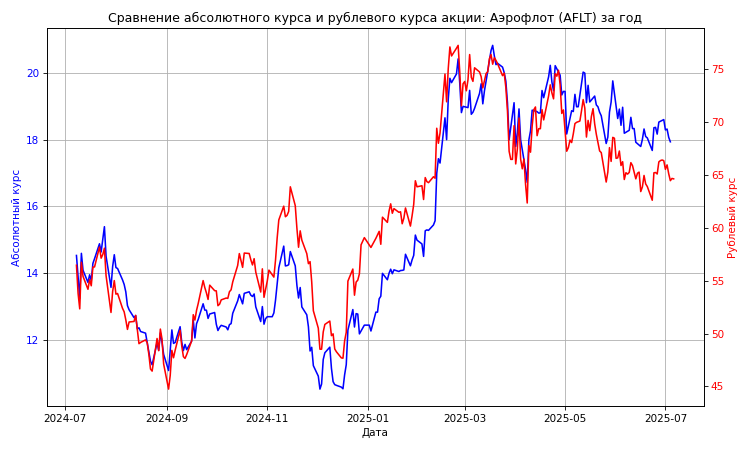 Сравнение абсолютного курса и рублевого курса акции: Аэрофлот (AFLT) за год
Абсолютный курс
20
18
16
14
12
75
70
65
60
55
50
45
Рублевый курс
2024-07 2024-09 2024-11 2025-01 2025-03 2025-05 2025-07
Дата